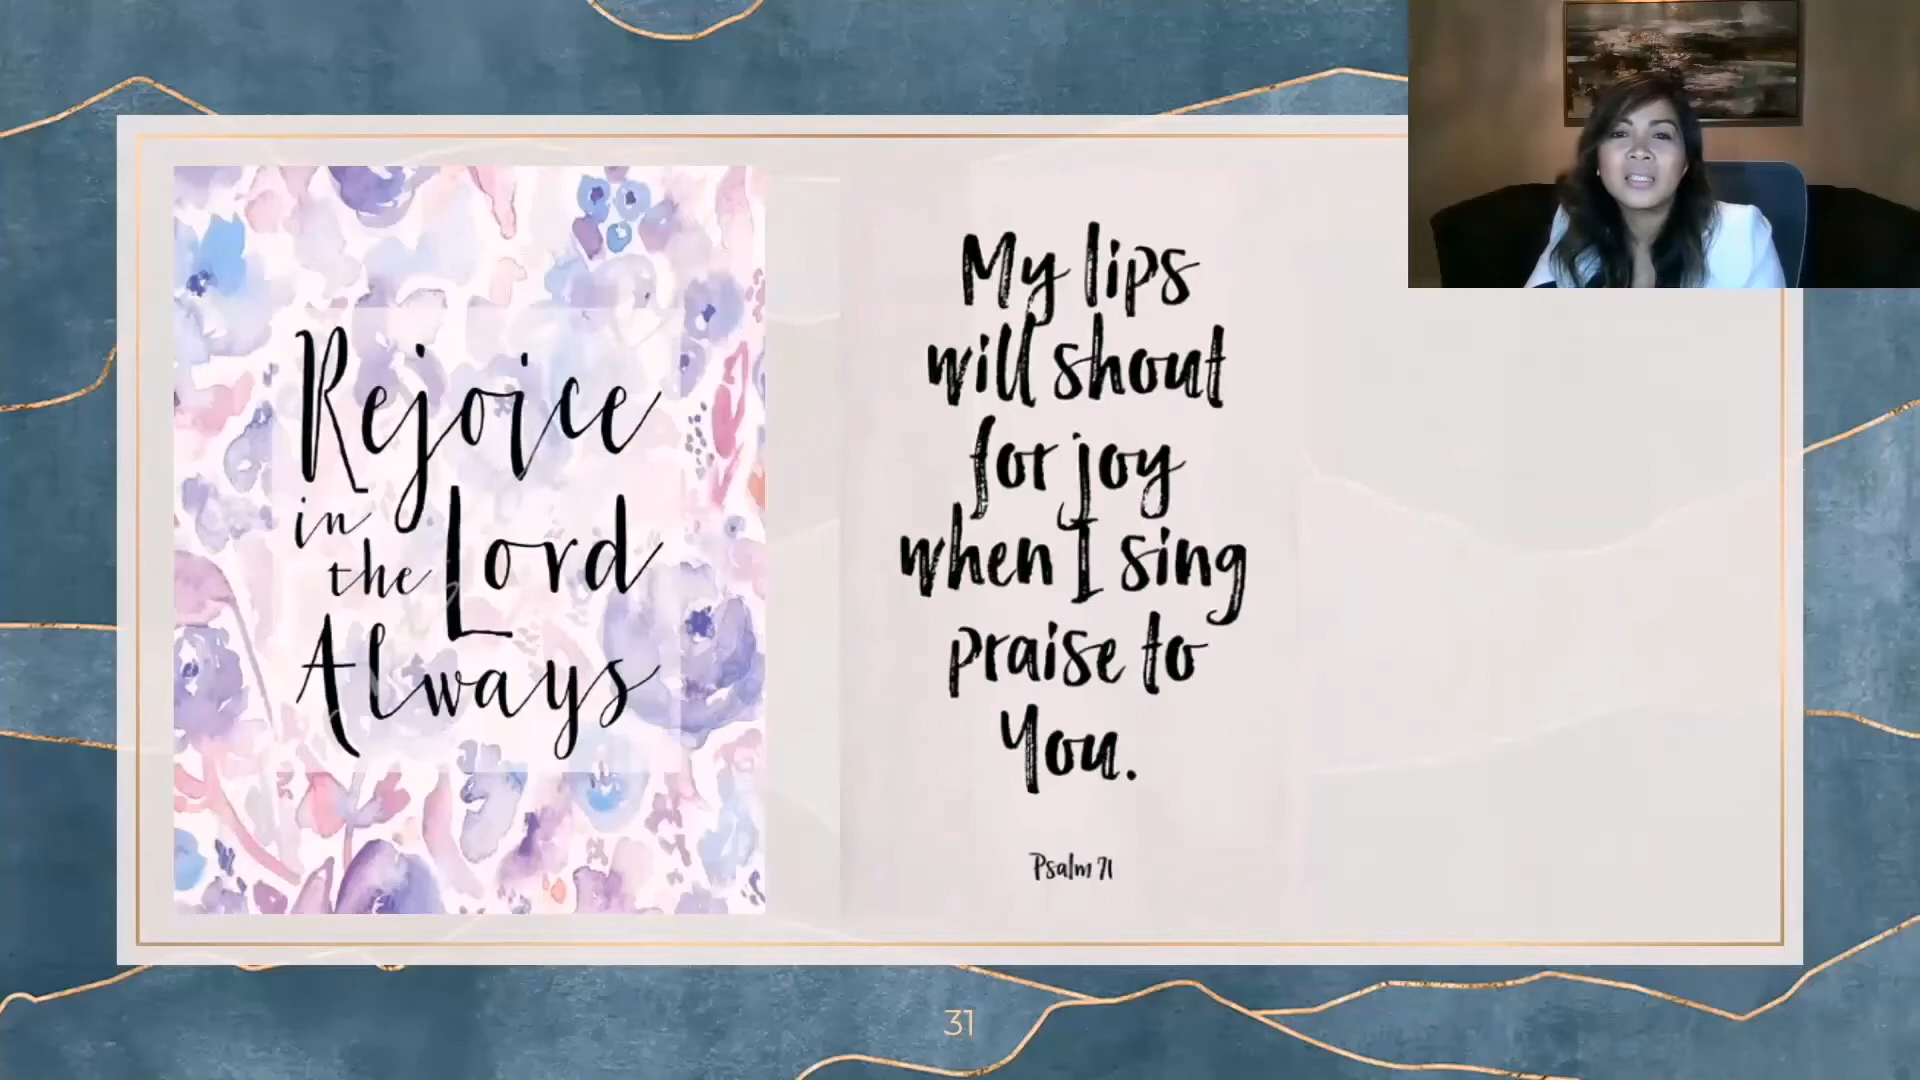 Rejoice
in
the Lord
Always
My lips
will shout
for joy
when I sing
praise to
You.
Psalm 71
31